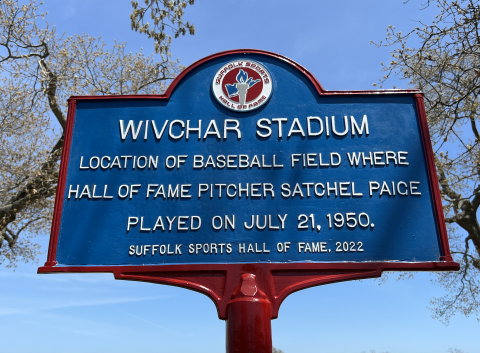 SUFFOLK SPORTS
HALL OF FAME
WIVCHAR STADIUM
LOCATION OF BASEBALL FIELD WHERE
HALL OF FAME PITCHER SATCHEL PAIGE
PLAYED ON JULY 21, 1950.
SUFFOLK SPORTS HALL OF FAME, 2022